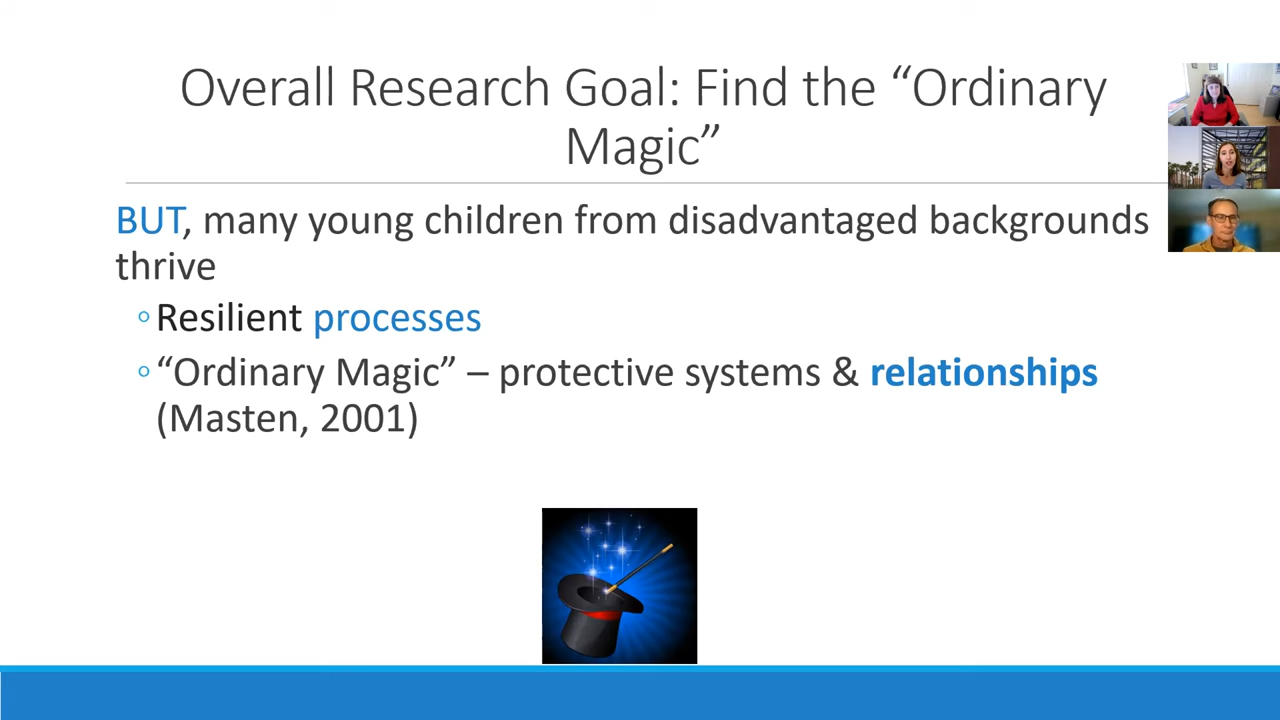 Overall Research Goal: Find the “Ordinary
Magic”
BUT, many young children from disadvantaged backgrounds
thrive
◦Resilient processes
◦“Ordinary Magic” – protective systems & relationships
(Masten, 2001)